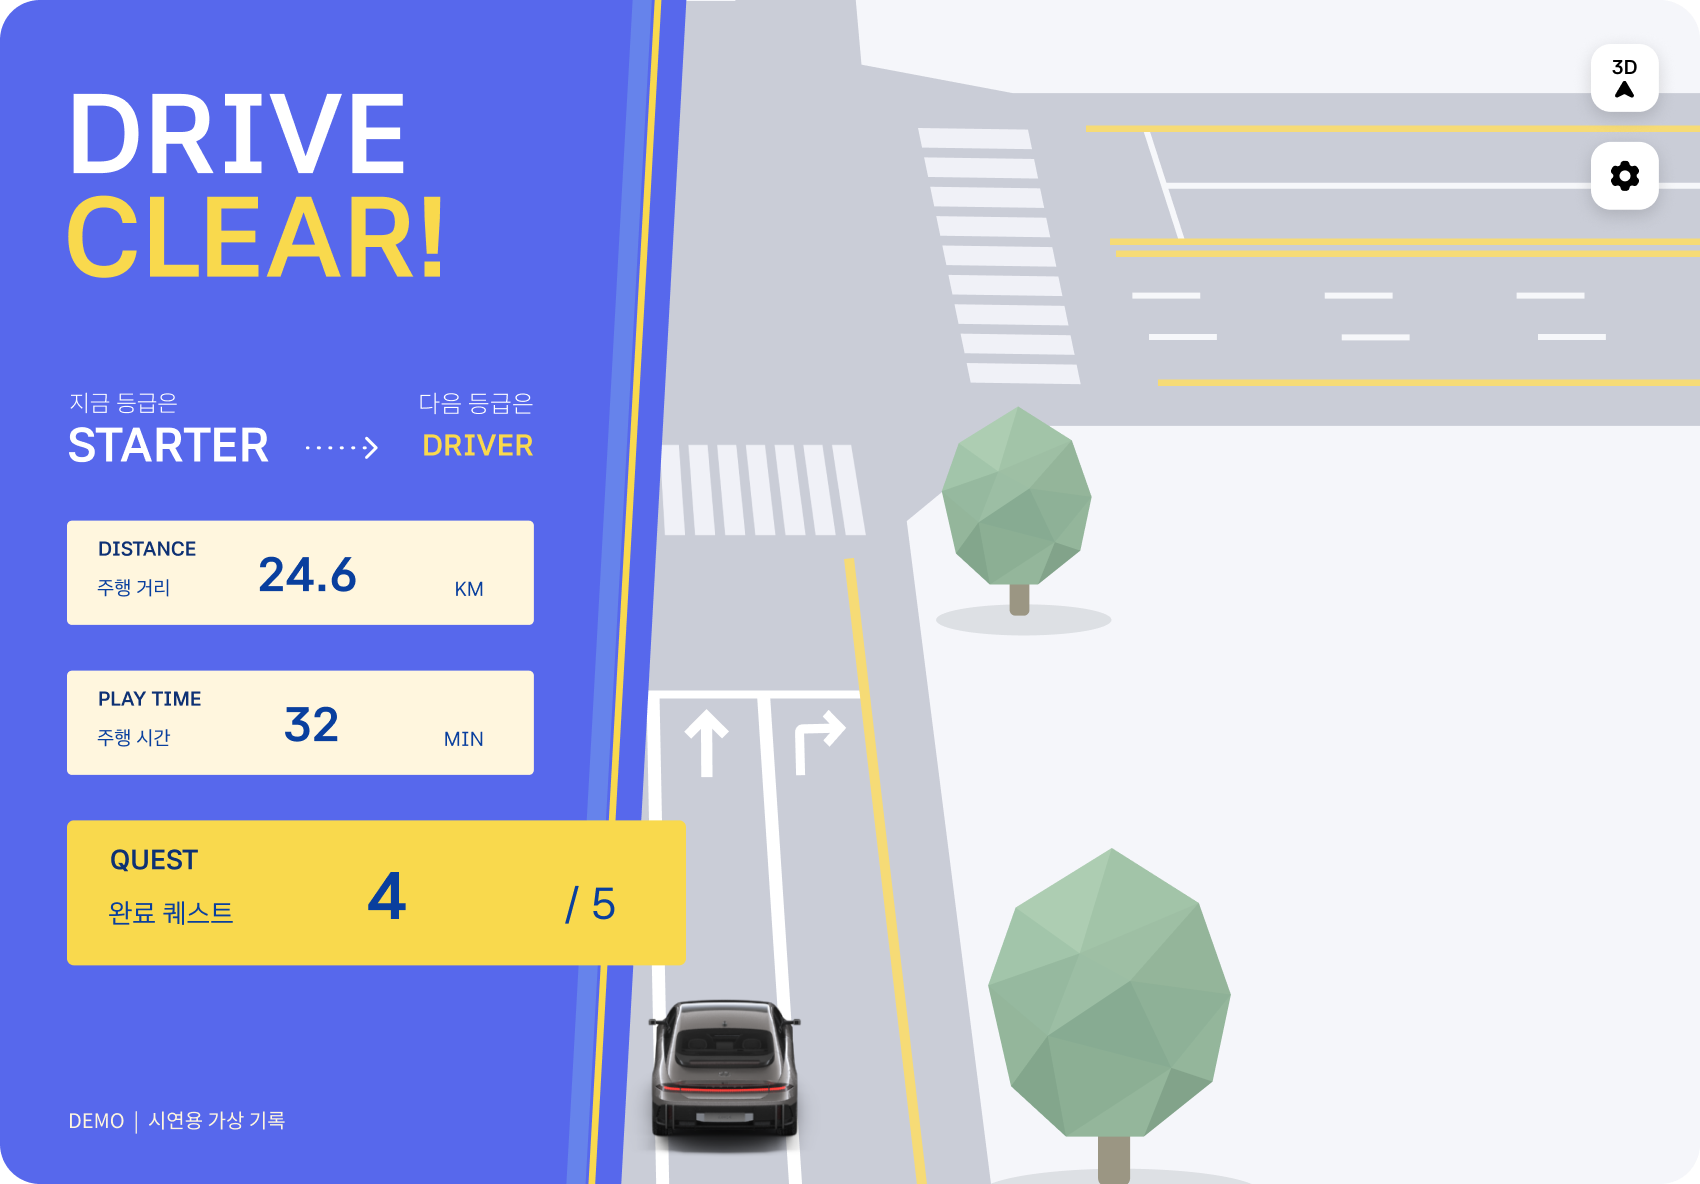 DRIVE
CLEAR!
지금 등급은
STARTER
다음 등급은
DRIVER
DISTANCE
주행 거리
24.6
KM
PLAY TIME
주행 시간
32
MIN
QUEST
완료 퀘스트
4
/ 5
DEMO | 시연용 가상 기록
3D